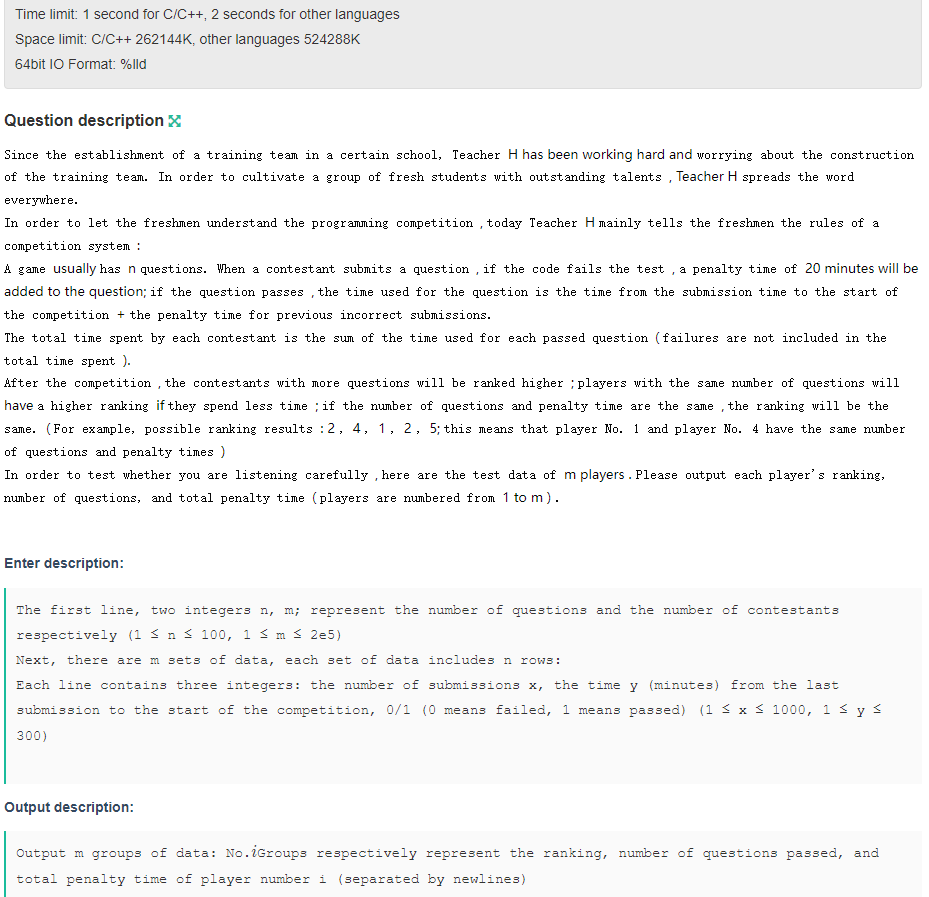 Time limit: 1 second for C/C++, 2 seconds for other languages
Space limit: C/C++ 262144K, other languages 524288K
64bit IO Format: %lld
Question description
Since the establishment of a training team in a certain school, Teacher H has been working hard and worrying about the construction
of the training team. In order to cultivate a group of fresh students with outstanding talents , Teacher H spreads the word
everywhere.
In order to let the freshmen understand the programming competition , today Teacher H mainly tells the freshmen the rules of a
competition system :
A game usually has n questions. When a contestant submits a question , if the code fails the test , a penalty time of 20 minutes will be
added to the question; if the question passes , the time used for the question is the time from the submission time to the start of
the competition + the penalty time for previous incorrect submissions.
The total time spent by each contestant is the sum of the time used for each passed question (failures are not included in the
total time spent ).
After the competition , the contestants with more questions will be ranked higher ; players with the same number of questions will
have a higher ranking if they spend less time ; if the number of questions and penalty time are the same , the ranking will be the
same. (For example, possible ranking results : 2, 4, 1, 2, 5; this means that player No. 1 and player No. 4 have the same number
of questions and penalty times )
In order to test whether you are listening carefully , here are the test data of m players . Please output each player's ranking,
number of questions, and total penalty time (players are numbered from 1 to m).
Enter description:
The first line, two integers n, m; represent the number of questions and the number of contestants
respectively (1 ≤ n ≤ 100, 1 ≤ m ≤ 2e5)
Next, there are m sets of data, each set of data includes n rows:
Each line contains three integers: the number of submissions x, the time y (minutes) from the last
submission to the start of the competition, 0/1 (0 means failed, 1 means passed) (1 ≤ x ≤ 1000, 1 ≤ y ≤
300)
Output description:
Output m groups of data: No.iGroups respectively represent the ranking, number of questions passed, and
total penalty time of player number i (separated by newlines)